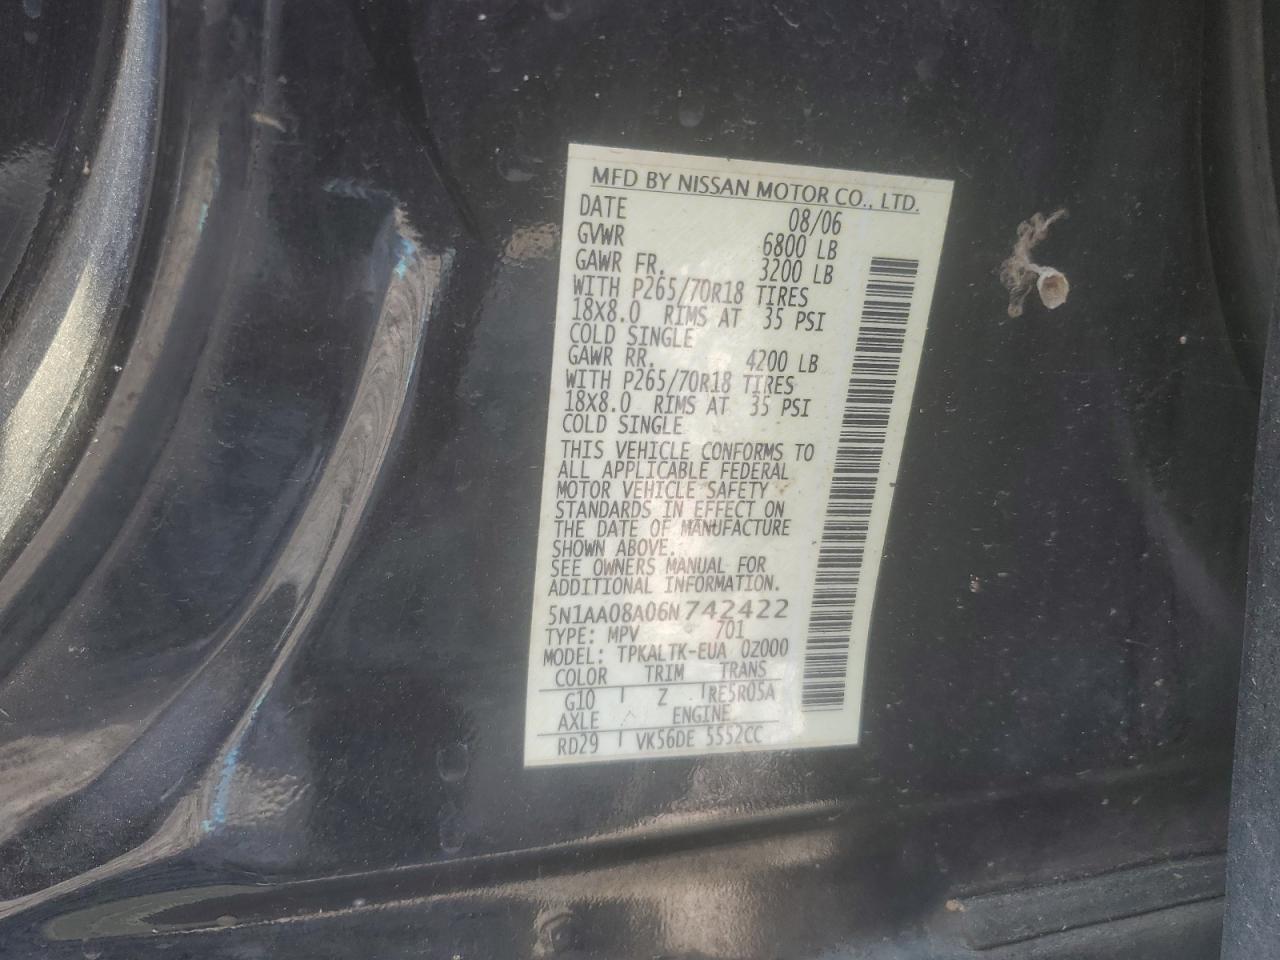 MFD BY NISSAN MOTOR CO., LTD.
DATE 08/06
GVWR 6800 LB
GAWR FR. 3200 LB
WITH P265/70R18 TIRES
18X8.0 RIMS AT 35 PSI
COLD SINGLE
GAWR RR. 4200 LB
WITH P265/70R18 TIRES
18X8.0 RIMS AT 35 PSI
COLD SINGLE
THIS VEHICLE CONFORMS TO
ALL APPLICABLE FEDERAL
MOTOR VEHICLE SAFETY
STANDARDS IN EFFECT ON
THE DATE OF MANUFACTURE
SHOWN ABOVE.
SEE OWNERS MANUAL FOR
ADDITIONAL INFORMATION.
5N1AA08A06N742422
TYPE: MPV 701
MODEL: TPKALTK-EUA 0Z000
COLOR TRIM TRANS
G10 Z RE5R05A
AXLE ENGINE
RD29 VK56DE 5552CC